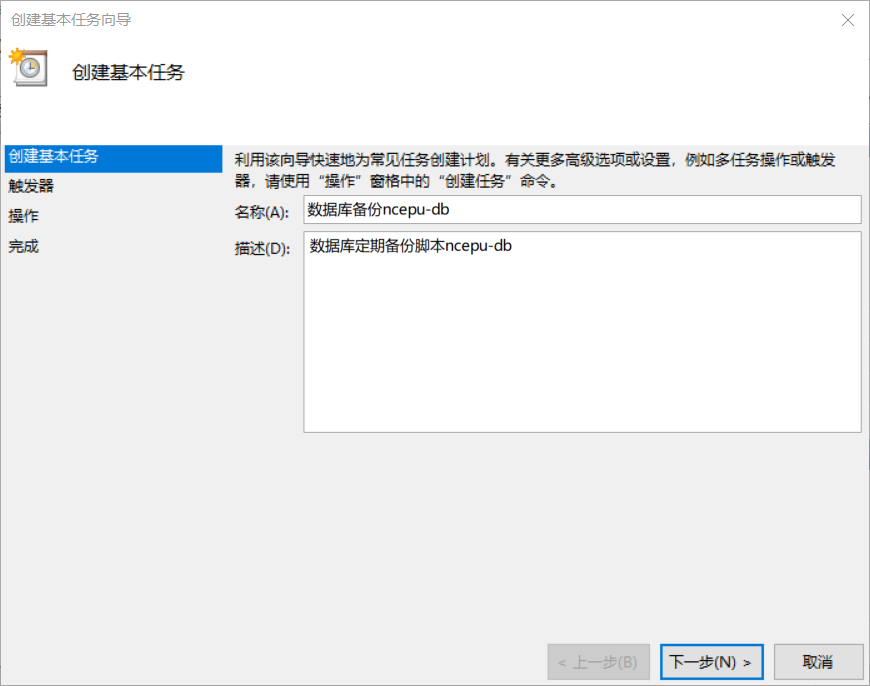 创建基本任务向导
创建基本任务
创建基本任务
触发器
操作
完成
利用该向导快速地为常见任务创建计划。有关更多高级选项或设置，例如多任务操作或触发
器，请使用“操作”窗格中的“创建任务”命令。
名称(A): 数据库备份ncepu-db
描述(D): 数据库定期备份脚本ncepu-db
< 上一步(B) 下一步(N) > 取消